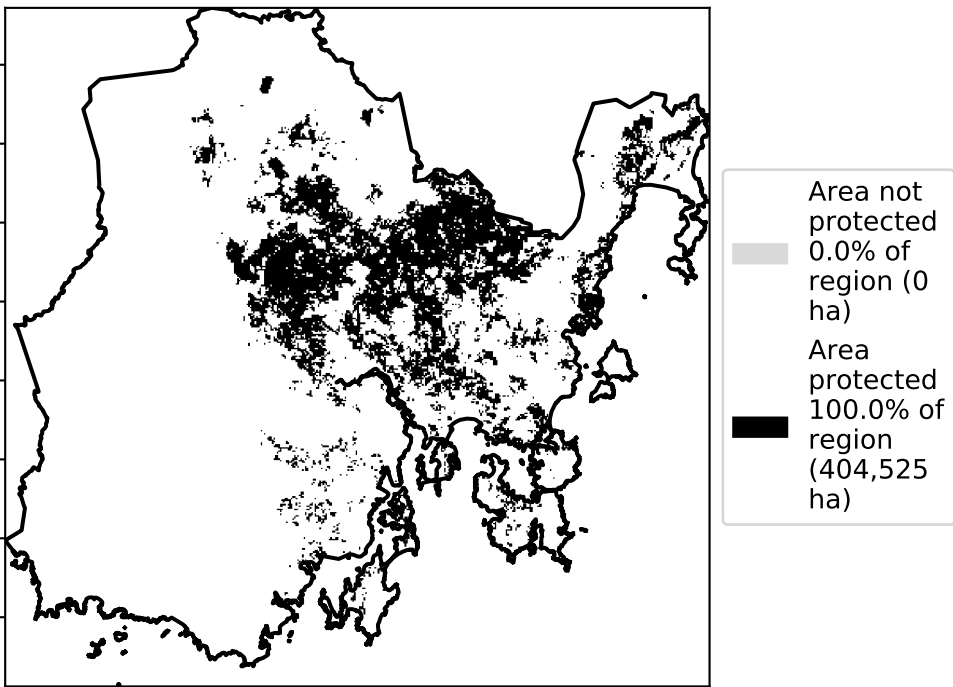 Area not
protected
0.0% of
region (0
ha)
Area
protected
100.0% of
region
(404,525
ha)